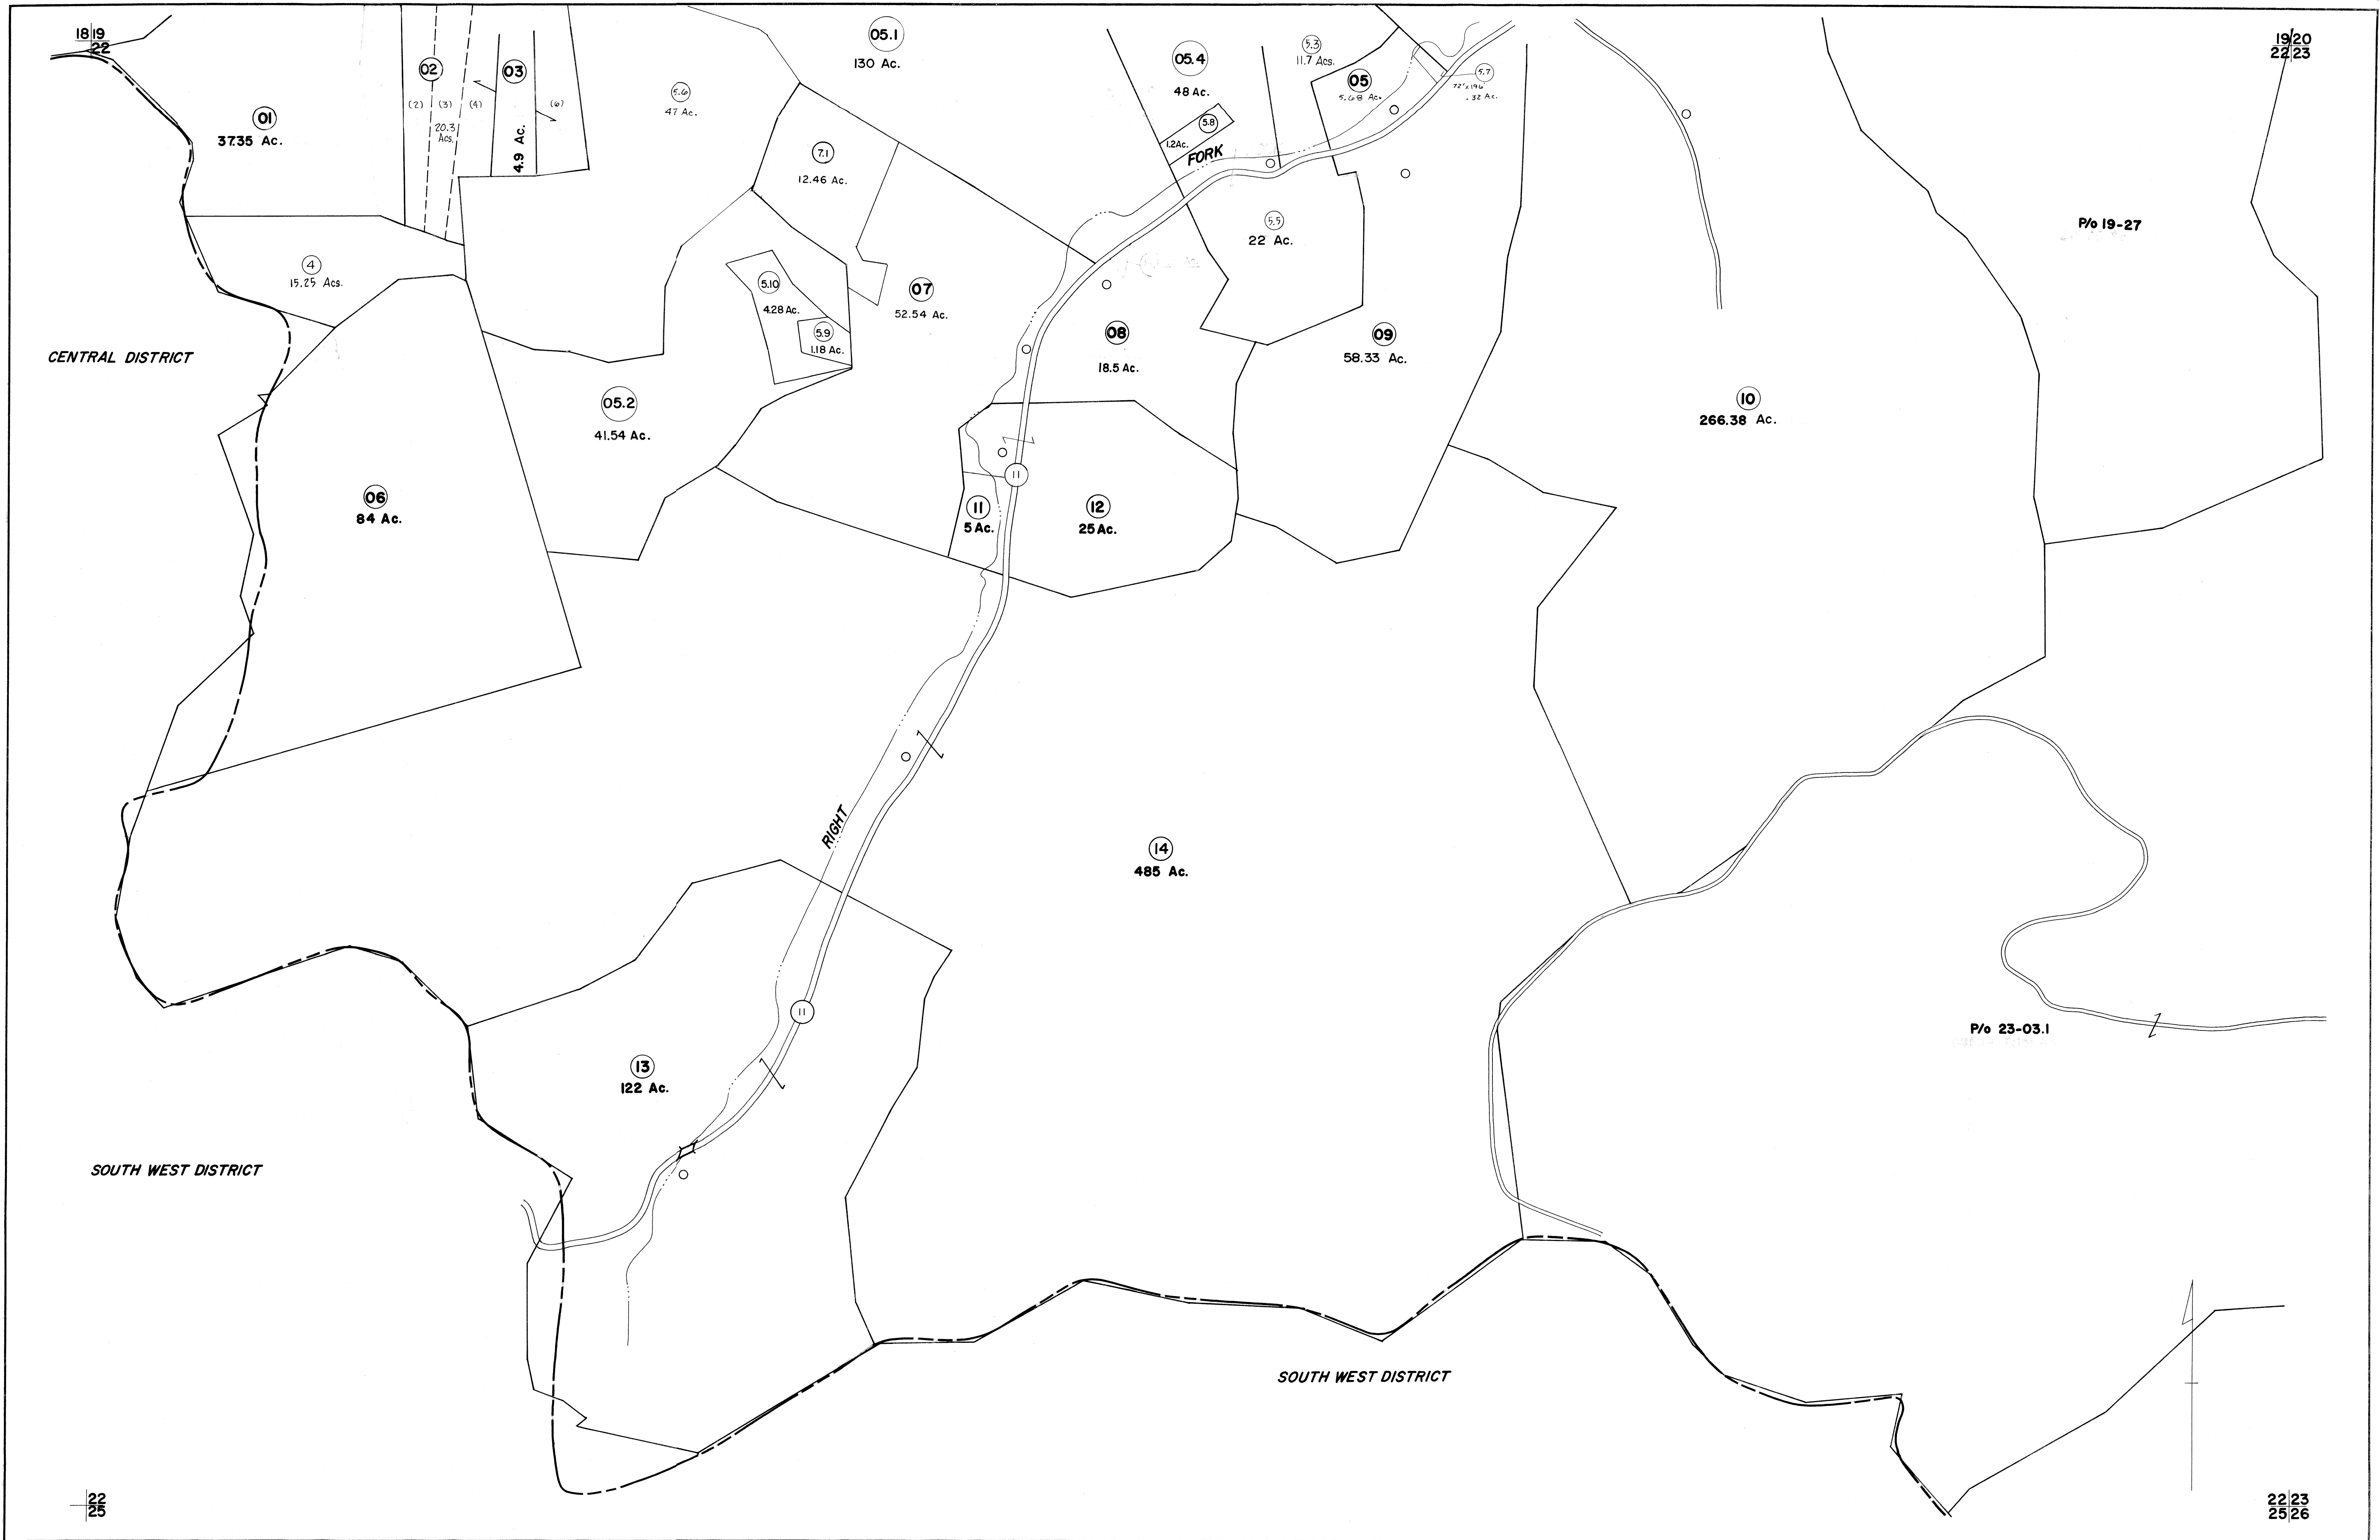 18 19
22
19 20
22 23
01
37.35 Ac.
02
(2)
(3)
(4)
20.3
Acs.
03
4.9 Ac.
(6)
5.6
47 Ac.
05.1
130 Ac.
05.4
48 Ac.
5.3
11.7 Acs.
05
5.68 Ac.
5.7
72'x196'
.32 Ac.
5.8
1.2 Ac.
FORK
7.1
12.46 Ac.
P/o 19-27
5.5
22 Ac.
4
15.25 Acs.
5.10
4.28 Ac.
5.9
1.18 Ac.
07
52.54 Ac.
08
18.5 Ac.
09
58.33 Ac.
CENTRAL DISTRICT
05.2
41.54 Ac.
10
266.38 Ac.
06
84 Ac.
11
11
5 Ac.
12
25 Ac.
RIGHT
14
485 Ac.
11
P/o 23-03.1
13
122 Ac.
SOUTH WEST DISTRICT
SOUTH WEST DISTRICT
22
25
22 23
25 26